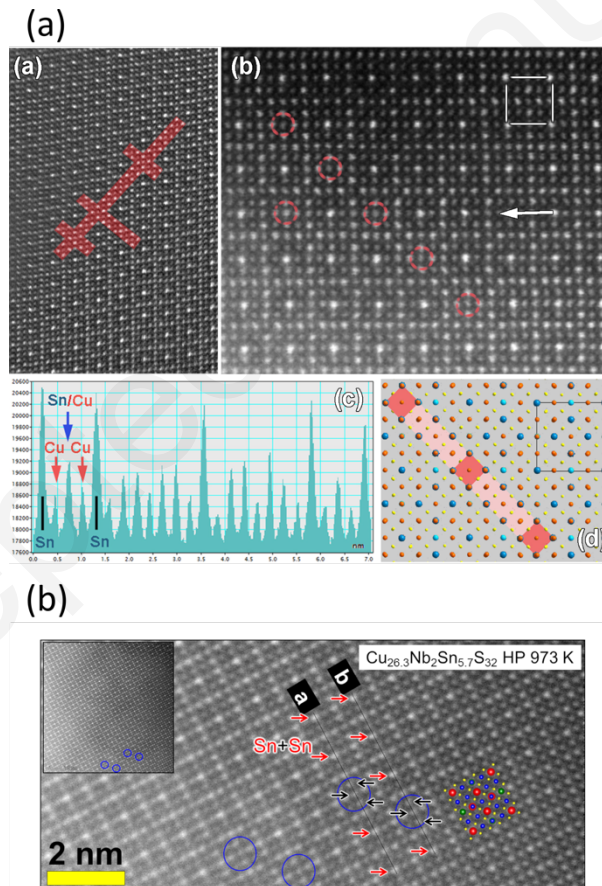 (a)
(a)
(b)
20600
20400
20200
20000
19800
19600
19400
19200
19000
18800
18600
18400
18200
18000
17800
17600
Sn/Cu
Cu Cu
Sn Sn
(c)
0.0 0.5 1.0 1.5 2.0 2.5 3.0 3.5 4.0 4.5 5.0 5.5 6.0 6.5 7.0
nm
(d)
(b)
Cu26.3Nb2Sn5.7S32 HP 973 K
a
b
Sn+Sn
2 nm